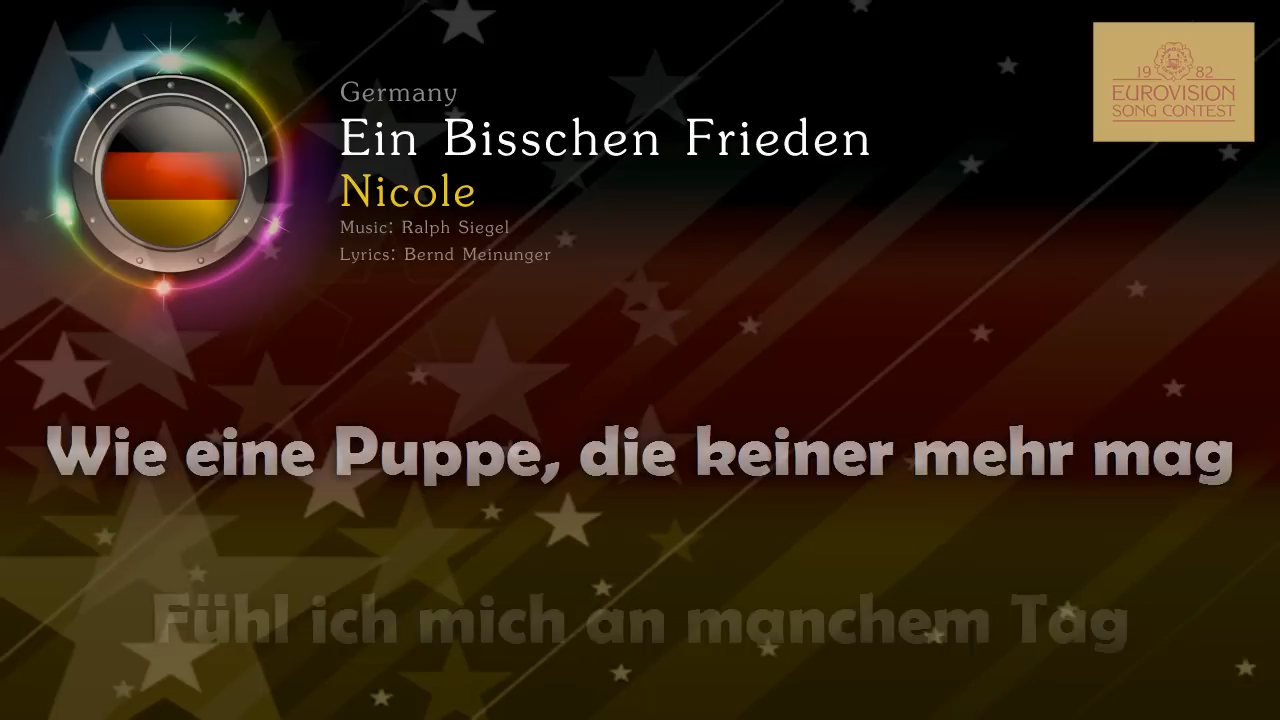 Germany
Ein Bisschen Frieden
Nicole
Music: Ralph Siegel
Lyrics: Bernd Meinunger
19 82
EUROVISION
SONG CONTEST
Wie eine Puppe, die keiner mehr mag
Fühl ich mich an manchem Tag